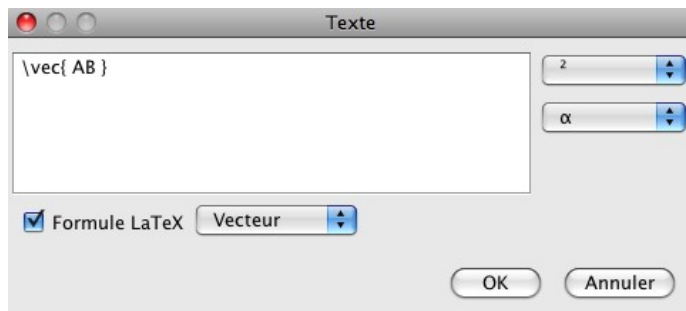 Texte
\vec{ AB }
²
α
Formule LaTeX Vecteur
OK Annuler